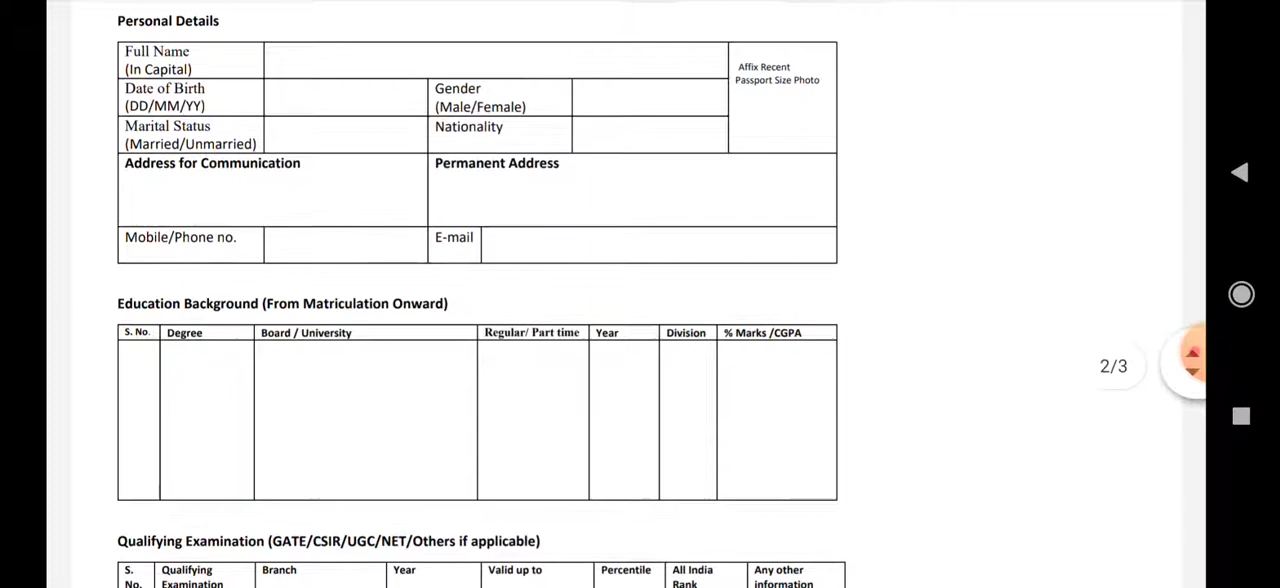 Personal Details
Full Name
(In Capital)
Affix Recent
Passport Size Photo
Date of Birth
(DD/MM/YY)
Gender
(Male/Female)
Marital Status
(Married/Unmarried)
Nationality
Address for Communication
Permanent Address
Mobile/Phone no.
E-mail
Education Background (From Matriculation Onward)
S. No. Degree Board / University Regular/ Part time Year Division % Marks /CGPA
2/3
Qualifying Examination (GATE/CSIR/UGC/NET/Others if applicable)
S. Qualifying Branch Year Valid up to Percentile All India Any other
No. Examination Rank information